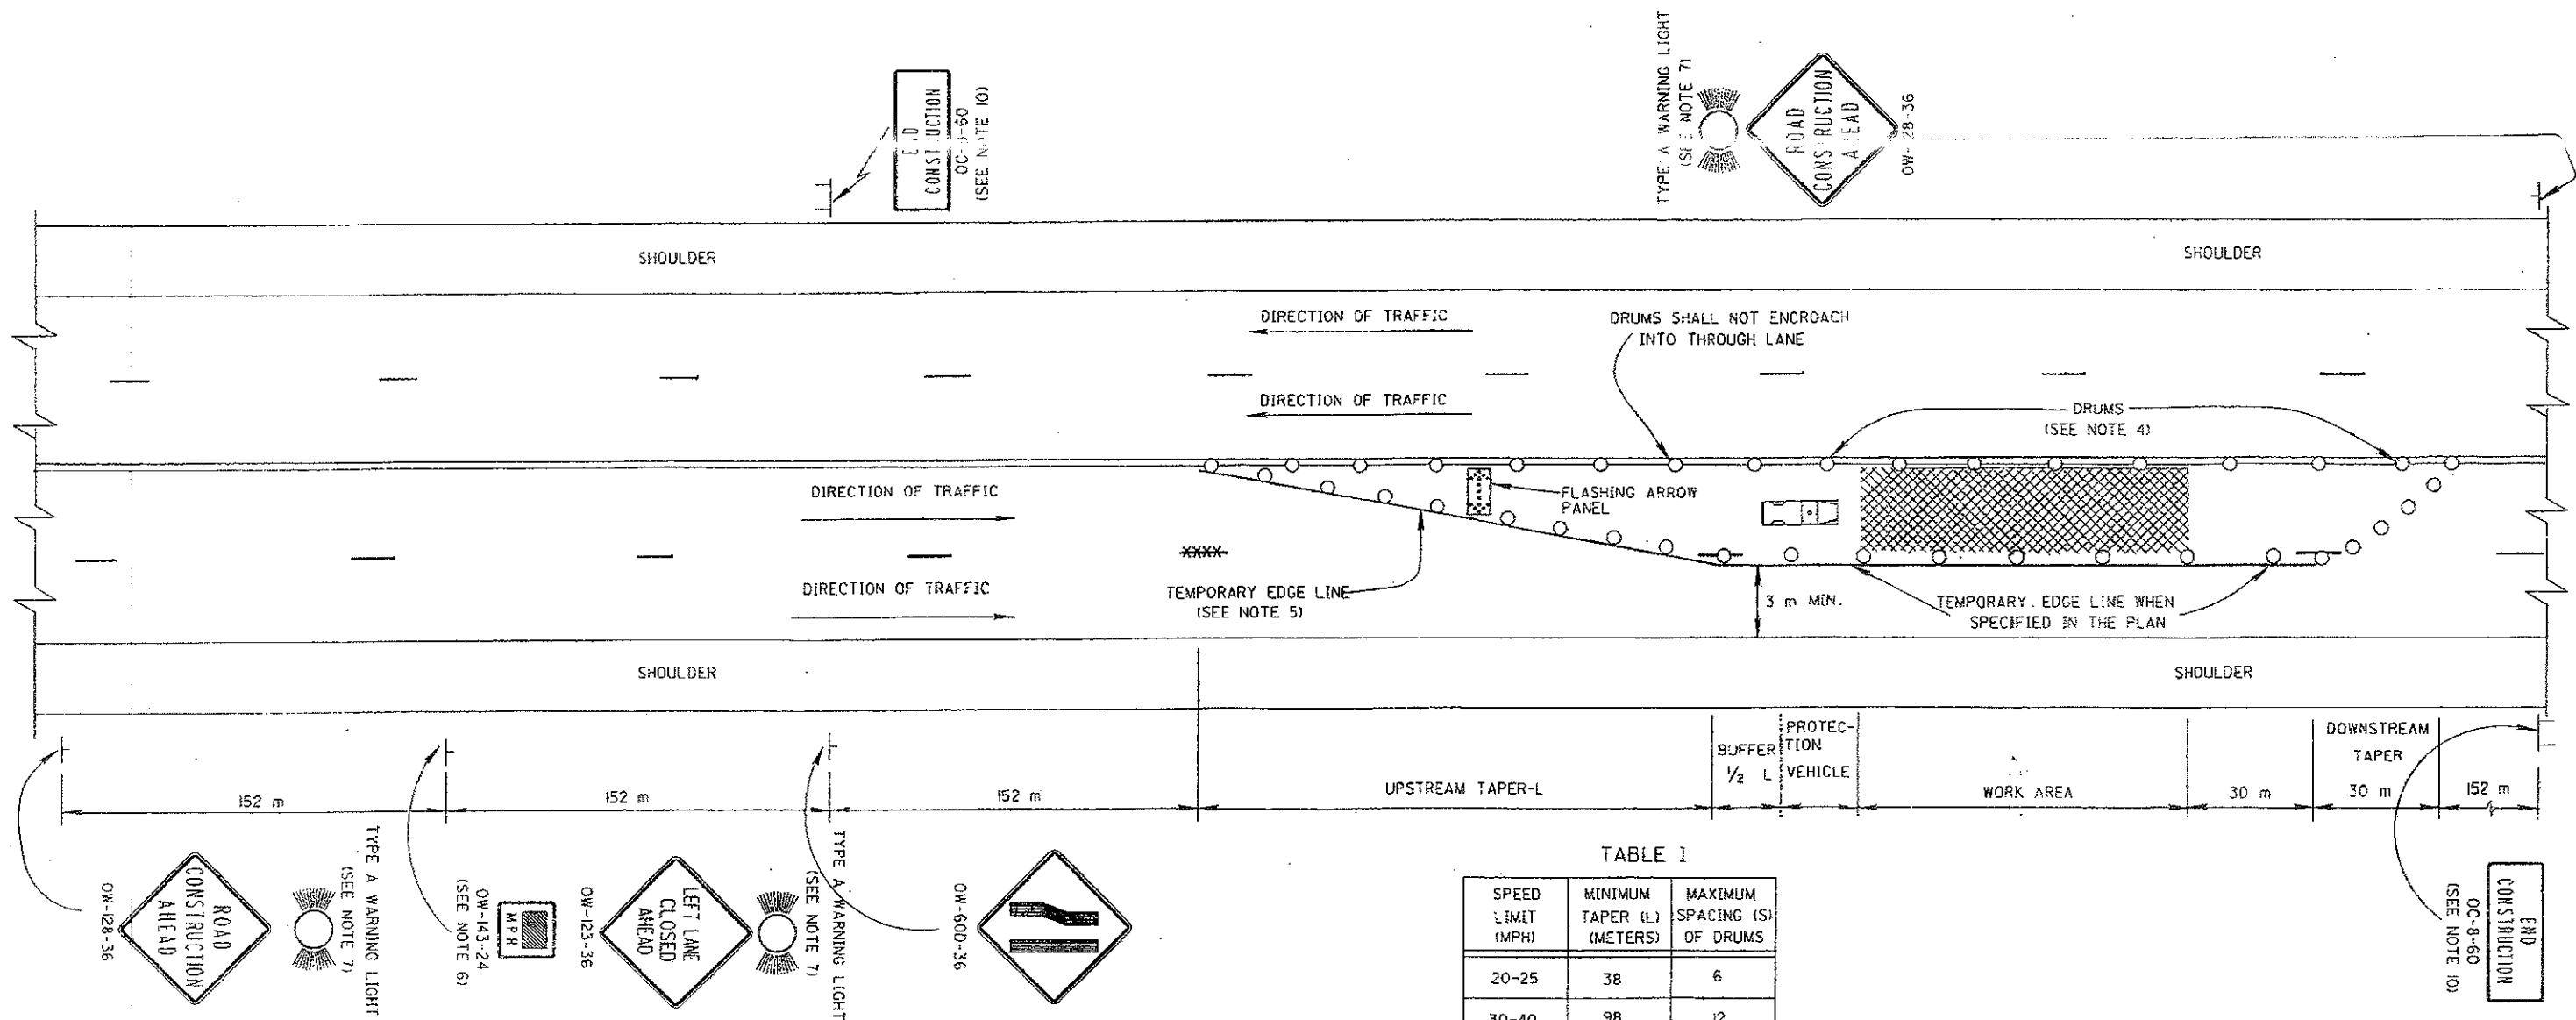 END
CONSTRUCTION
(SEE NOTE 10)
TYPE A WARNING LIGHT
(SEE NOTE 7)
ROAD
CONSTRUCTION
AHEAD
SHOULDER
SHOULDER
DIRECTION OF TRAFFIC
DRUMS SHALL NOT ENCROACH
INTO THROUGH LANE
DIRECTION OF TRAFFIC
DRUMS
(SEE NOTE 4)
DIRECTION OF TRAFFIC
FLASHING ARROW
PANEL
XXXX
DIRECTION OF TRAFFIC
TEMPORARY EDGE LINE
(SEE NOTE 5)
3 m MIN.
TEMPORARY EDGE LINE WHEN
SPECIFIED IN THE PLAN
SHOULDER
SHOULDER
152 m
152 m
152 m
UPSTREAM TAPER-L
BUFFER
1/2 L
PROTEC-
TION
VEHICLE
WORK AREA
30 m
DOWNSTREAM
TAPER
30 m
152 m
OW-128-36
ROAD
CONSTRUCTION
AHEAD
TYPE A WARNING LIGHT
(SEE NOTE 7)
OW-143-24
(SEE NOTE 6)
MPH
OW-123-36
LEFT LANE
CLOSED
AHEAD
TYPE A WARNING LIGHT
(SEE NOTE 7)
OW-60D-36
END
CONSTRUCTION
OC-8-60
(SEE NOTE 10)
TABLE I
SPEED LIMIT (MPH) MINIMUM TAPER (L) (METERS) MAXIMUM SPACING (S) OF DRUMS
20-25 38 6
30-40 98 12